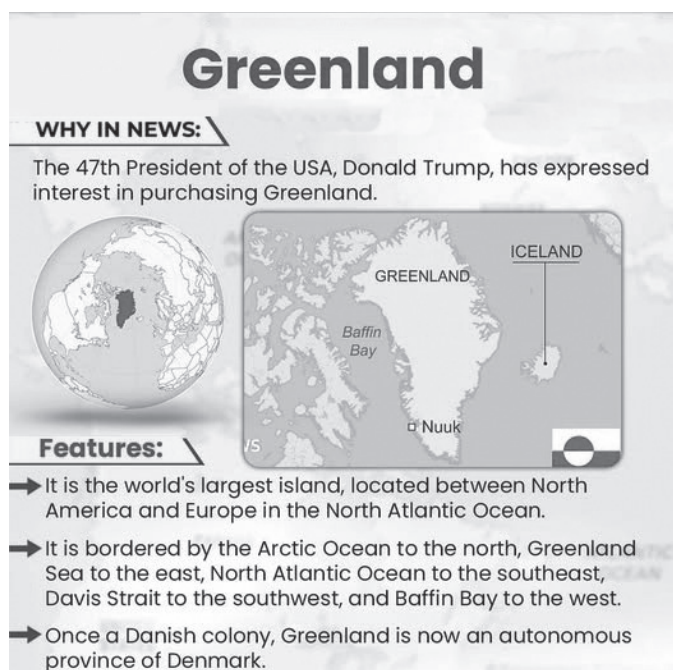 Greenland
WHY IN NEWS:
The 47th President of the USA, Donald Trump, has expressed
interest in purchasing Greenland.
ICELAND
GREENLAND
Baffin
Bay
Nuuk
Features:
It is the world's largest island, located between North
America and Europe in the North Atlantic Ocean.
It is bordered by the Arctic Ocean to the north, Greenland
Sea to the east, North Atlantic Ocean to the southeast,
Davis Strait to the southwest, and Baffin Bay to the west.
Once a Danish colony, Greenland is now an autonomous
province of Denmark.